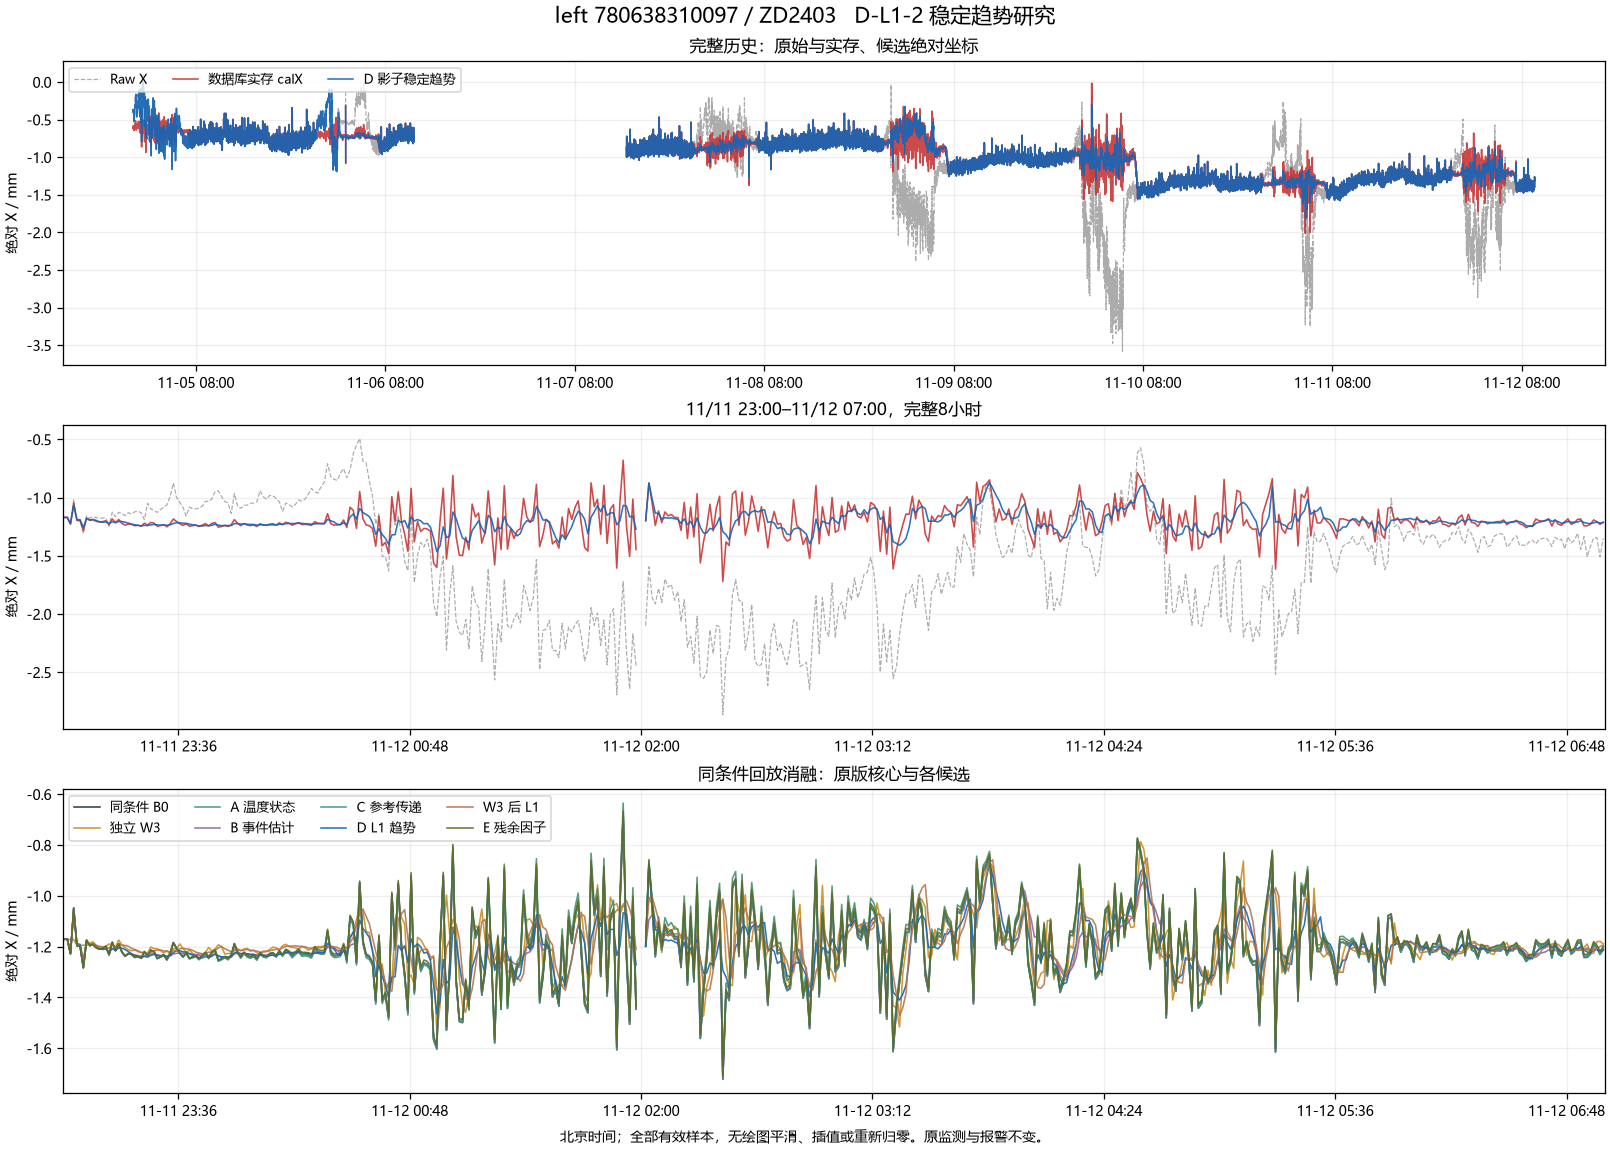 left 780638310097 / ZD2403   D-L1-2 稳定趋势研究
完整历史：原始与实存、候选绝对坐标
Raw X
数据库实存 calX
D 影子稳定趋势
绝对 X / mm
0.0
-0.5
-1.0
-1.5
-2.0
-2.5
-3.0
-3.5
11-05 08:00
11-06 08:00
11-07 08:00
11-08 08:00
11-09 08:00
11-10 08:00
11-11 08:00
11-12 08:00
11/11 23:00–11/12 07:00，完整8小时
绝对 X / mm
-0.5
-1.0
-1.5
-2.0
-2.5
11-11 23:36
11-12 00:48
11-12 02:00
11-12 03:12
11-12 04:24
11-12 05:36
11-12 06:48
同条件回放消融：原版核心与各候选
同条件 B0
A 温度状态
C 参考传递
W3 后 L1
独立 W3
B 事件估计
D L1 趋势
E 残余因子
绝对 X / mm
-0.6
-0.8
-1.0
-1.2
-1.4
-1.6
11-11 23:36
11-12 00:48
11-12 02:00
11-12 03:12
11-12 04:24
11-12 05:36
11-12 06:48
北京时间；全部有效样本，无绘图平滑、插值或重新归零。原监测与报警不变。